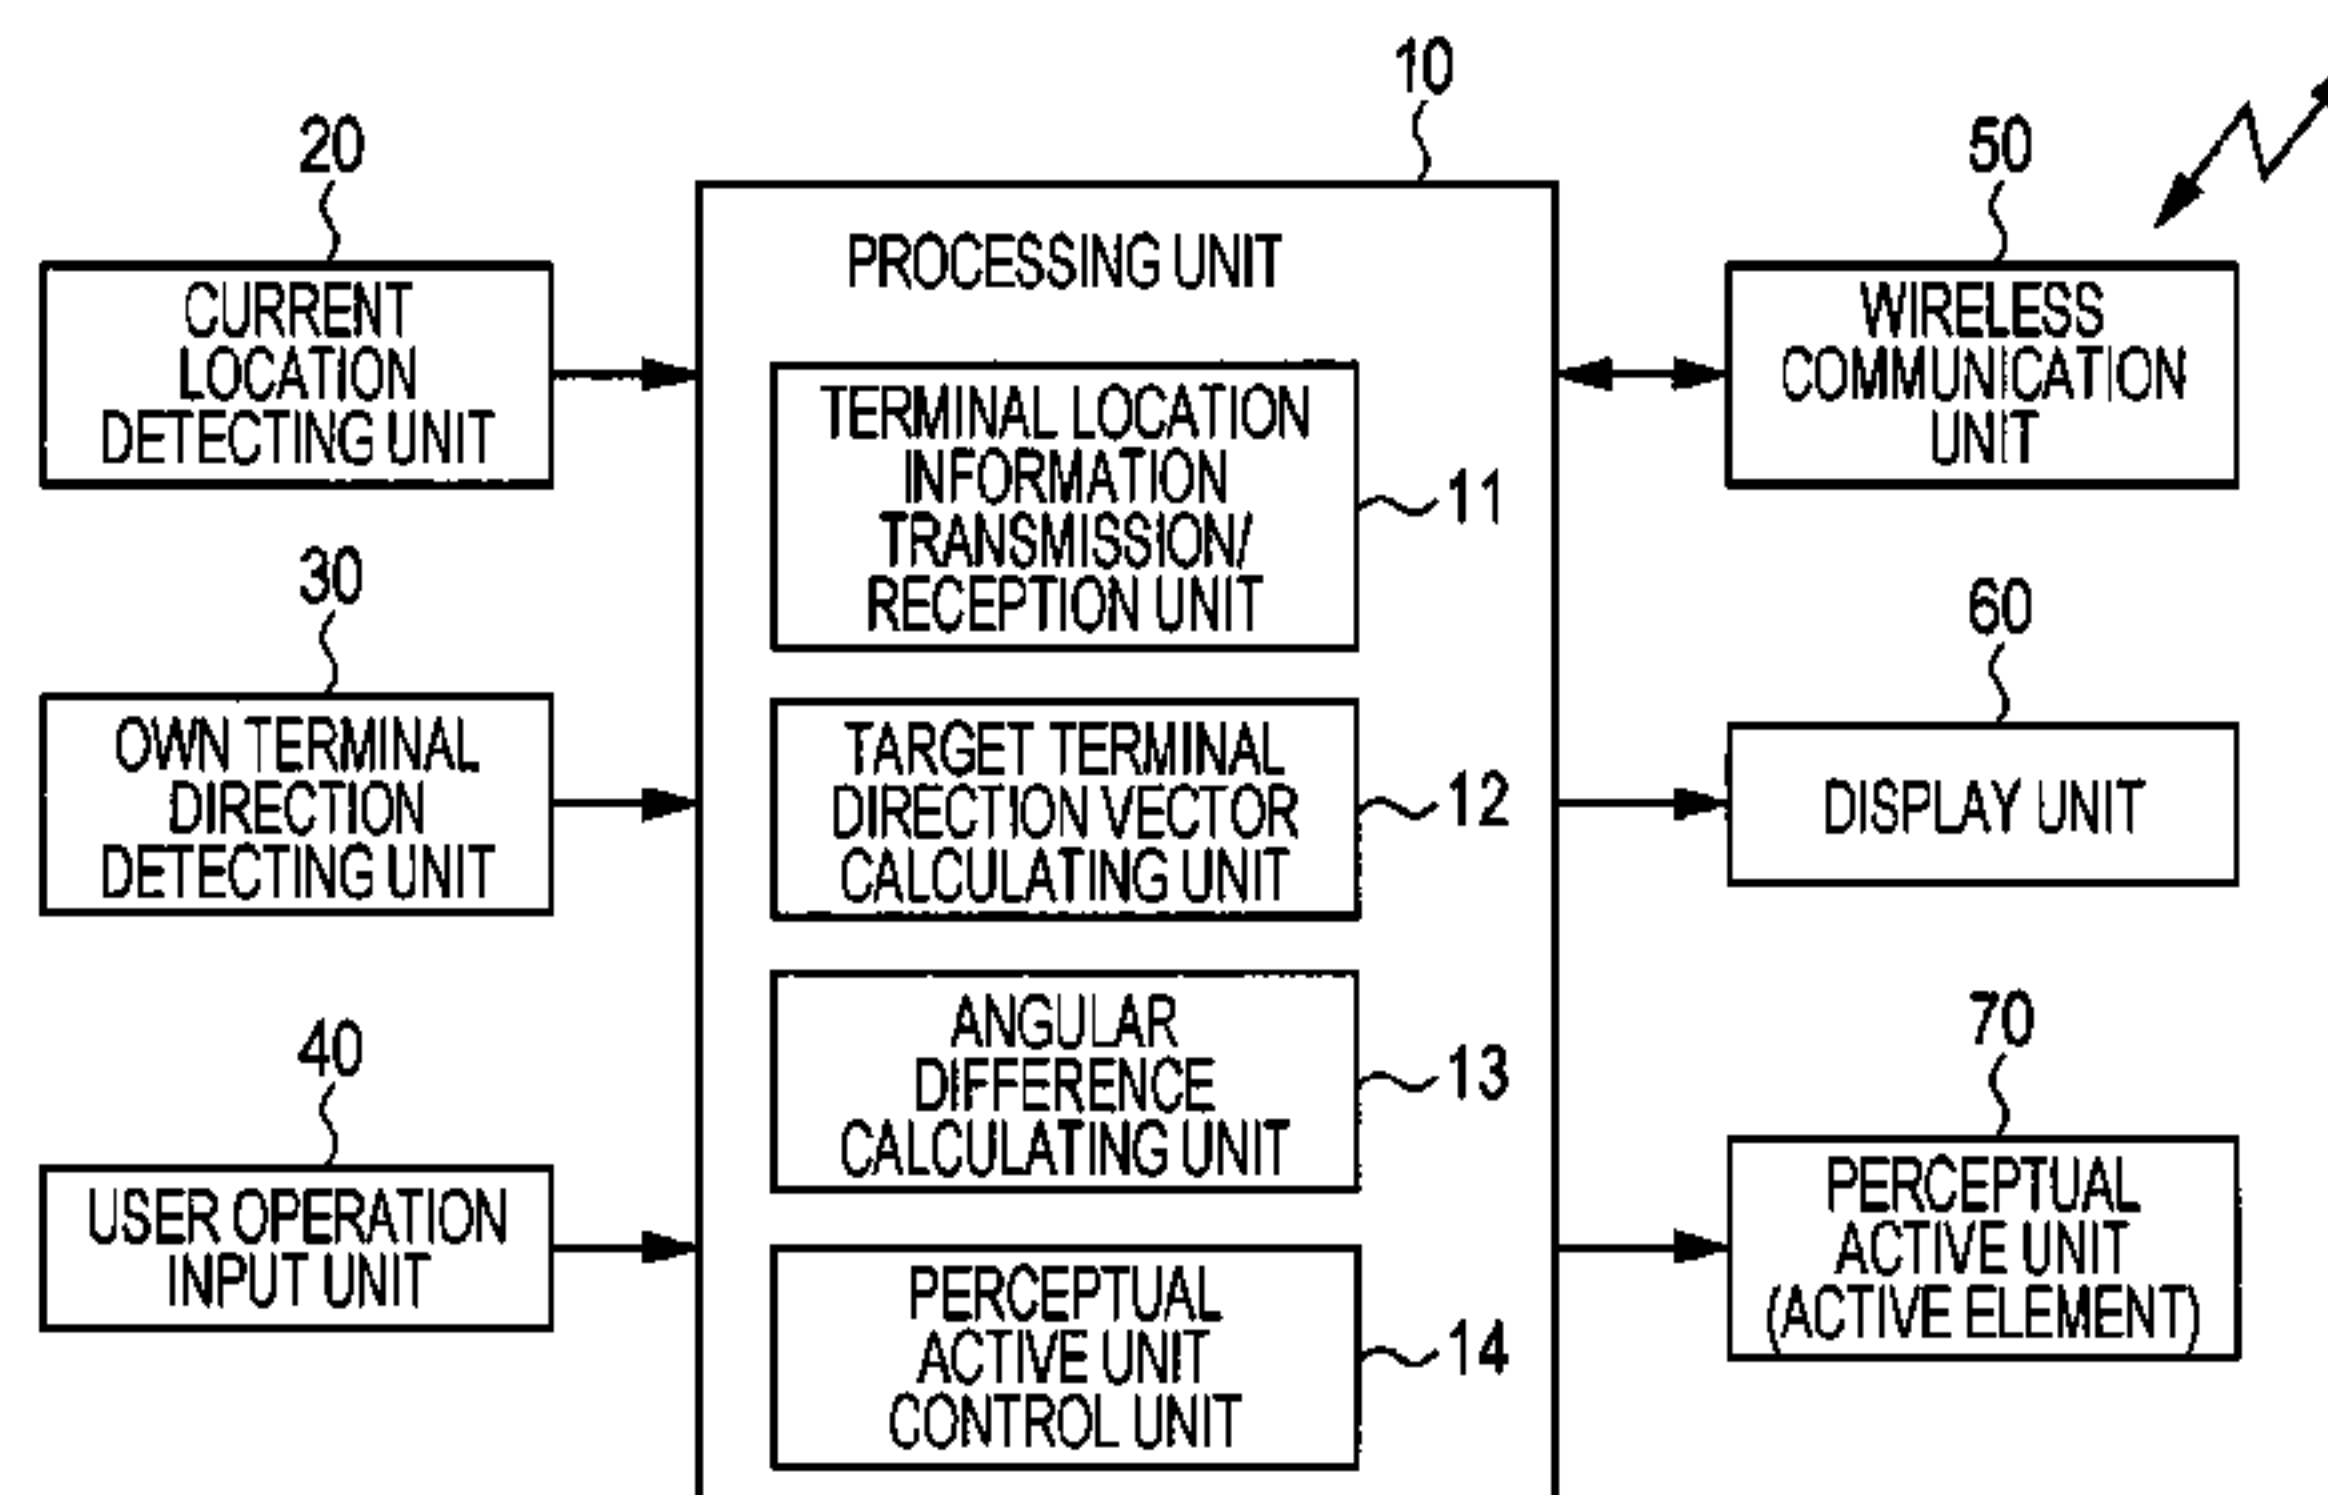 10
20
50
PROCESSING UNIT
CURRENT
LOCATION
DETECTING UNIT
WIRELESS
COMMUNICATION
UNIT
TERMINAL LOCATION
INFORMATION
TRANSMISSION/
RECEPTION UNIT
11
30
60
OWN TERMINAL
DIRECTION
DETECTING UNIT
TARGET TERMINAL
DIRECTION VECTOR
CALCULATING UNIT
12
DISPLAY UNIT
40
70
ANGULAR
DIFFERENCE
CALCULATING UNIT
13
USER OPERATION
INPUT UNIT
PERCEPTUAL
ACTIVE UNIT
(ACTIVE ELEMENT)
PERCEPTUAL
ACTIVE UNIT
CONTROL UNIT
14